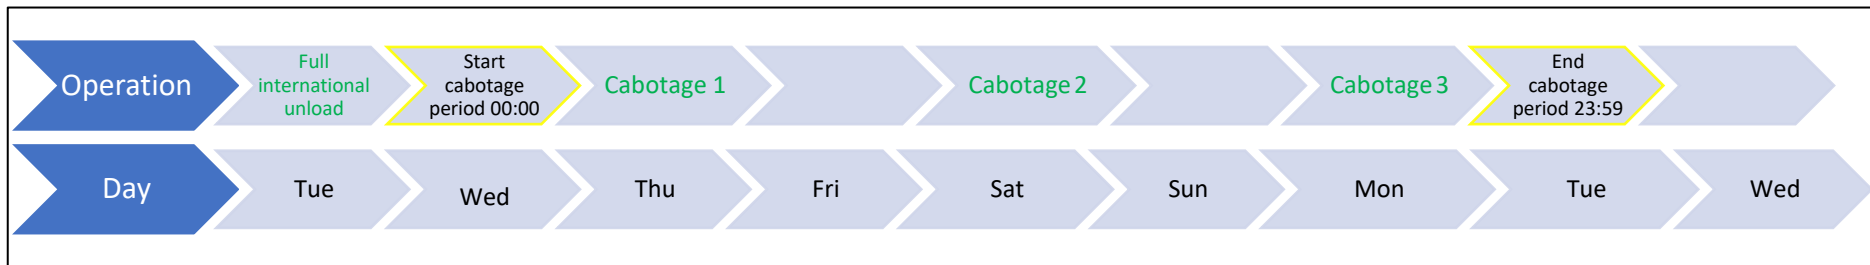 Operation
Full
international
unload
Start
cabotage
period 00:00
Cabotage 1
Cabotage 2
Cabotage 3
End
cabotage
period 23:59
Day
Tue
Wed
Thu
Fri
Sat
Sun
Mon
Tue
Wed